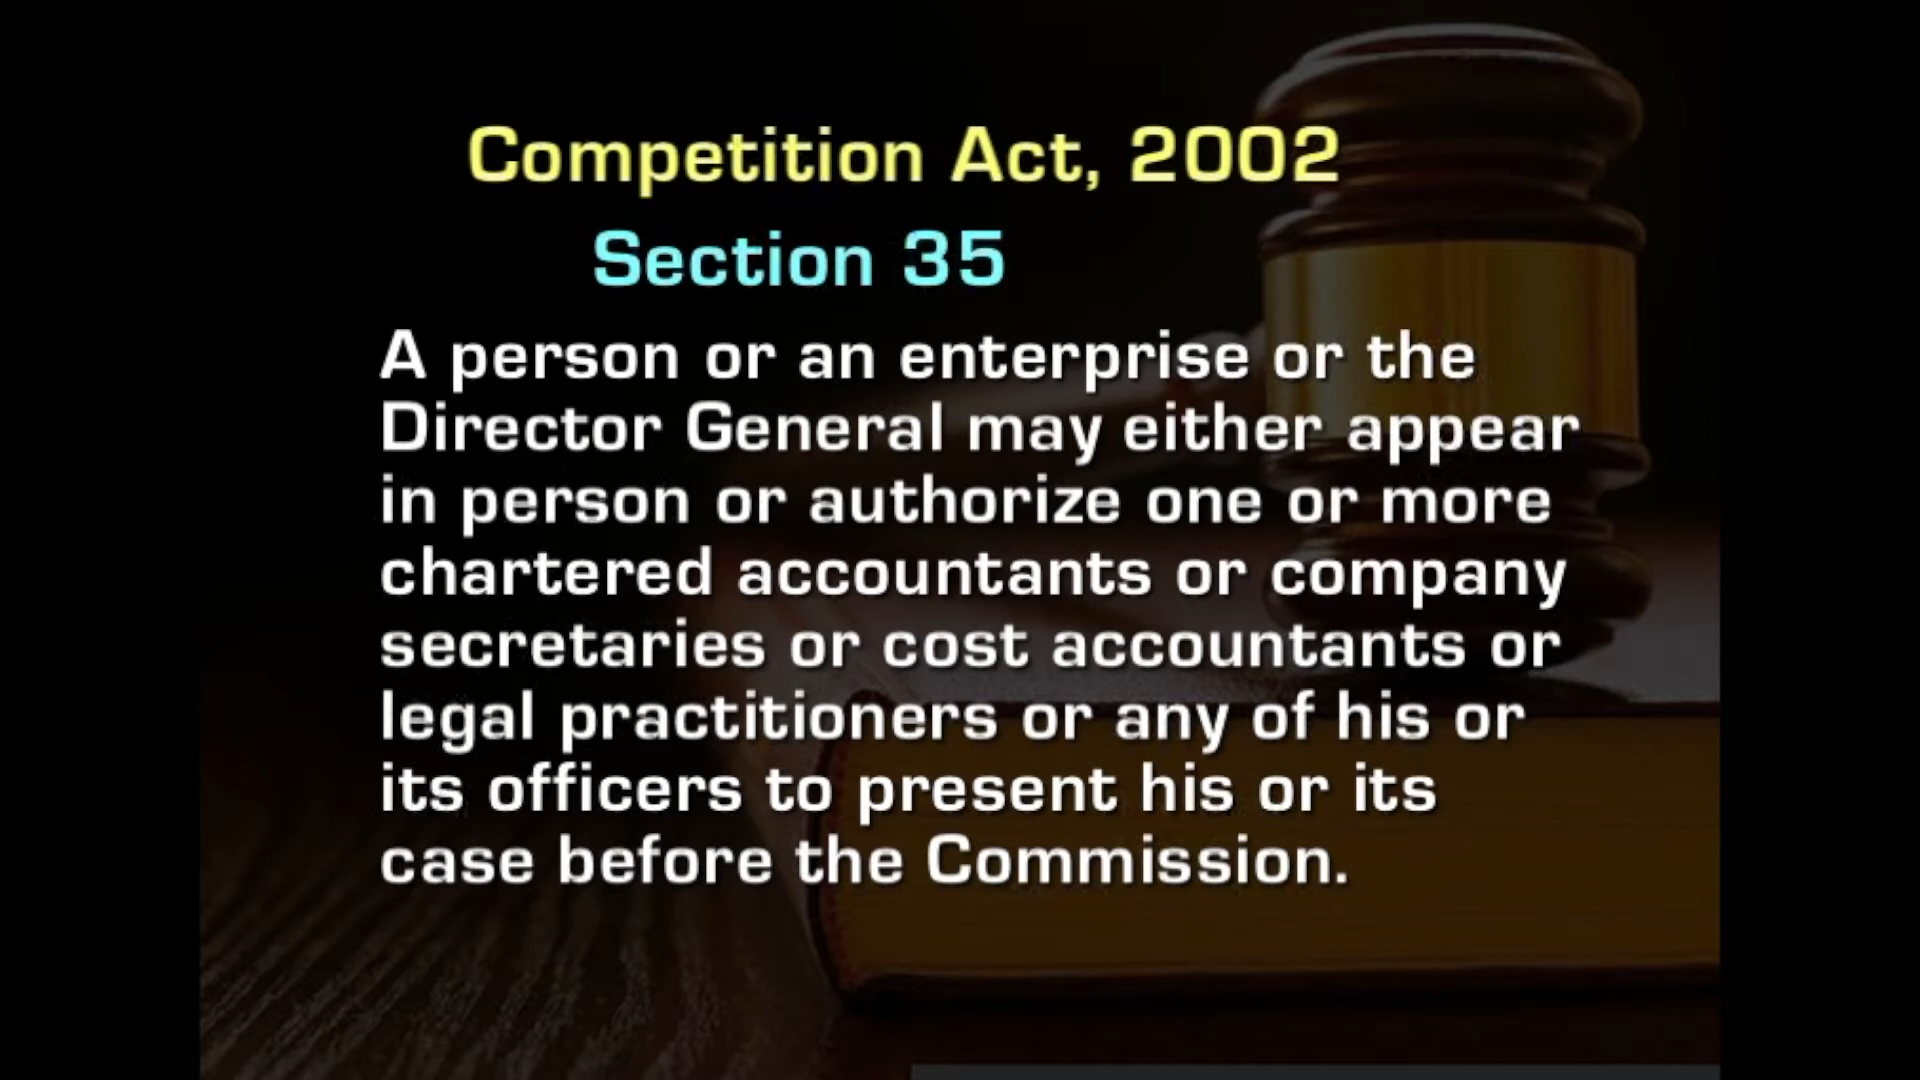 Competition Act, 2002
Section 35
A person or an enterprise or the
Director General may either appear
in person or authorize one or more
chartered accountants or company
secretaries or cost accountants or
legal practitioners or any of his or
its officers to present his or its
case before the Commission.